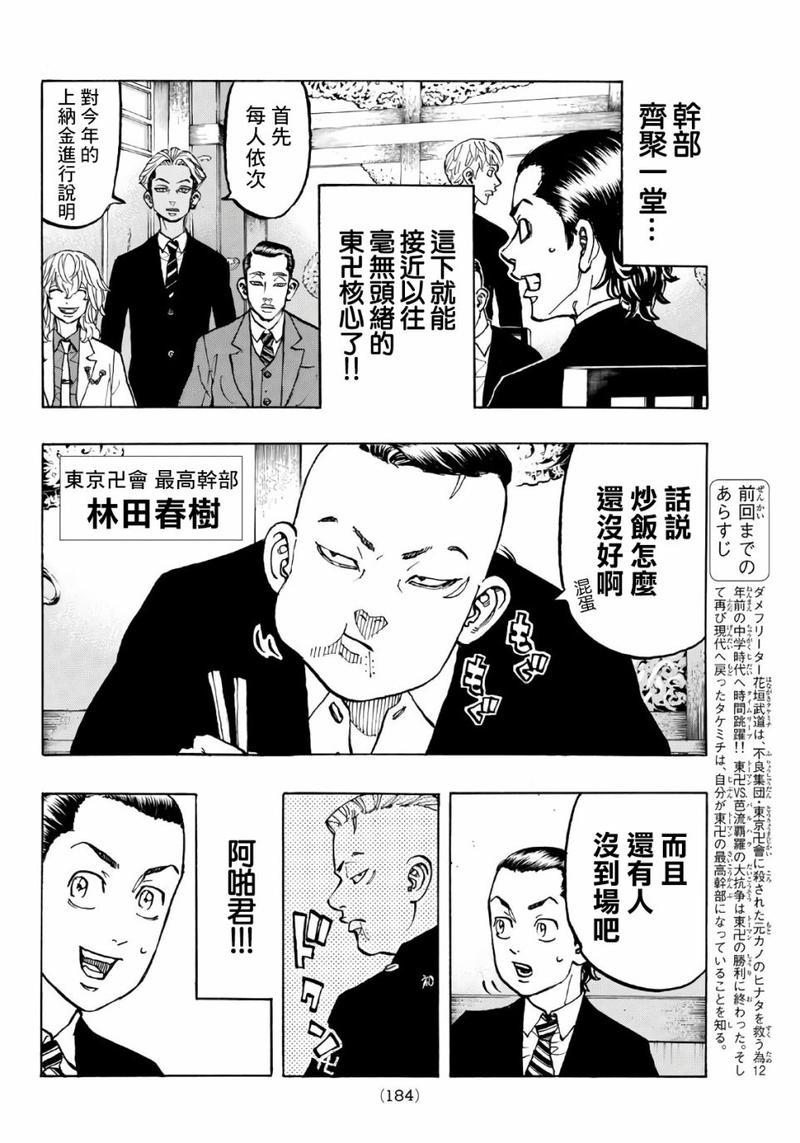 幹部
齊聚一堂…
這下就能
接近以往
毫無頭緒的
東卍核心了!!
首先
每人依次
對今年的
上納金進行說明
東京卍會 最高幹部
林田春樹
話說
炒飯怎麼
還沒好啊
混蛋
もぐ
もぐ
前回までの
ぜんかい
あらすじ
ダメフリーター花垣武道は、不良集団・東京卍會に殺された元カノのヒナタを救う為12
年前の中学時代へ時間跳躍!! 東卍VS.芭流覇羅の大抗争は東卍の勝利に終わった。そし
て再び現代へ戻ったタケミチは、自分が東卍の最高幹部になっていることを知る。
而且
還有人
沒到場吧
初
阿啪君!!!
(184)